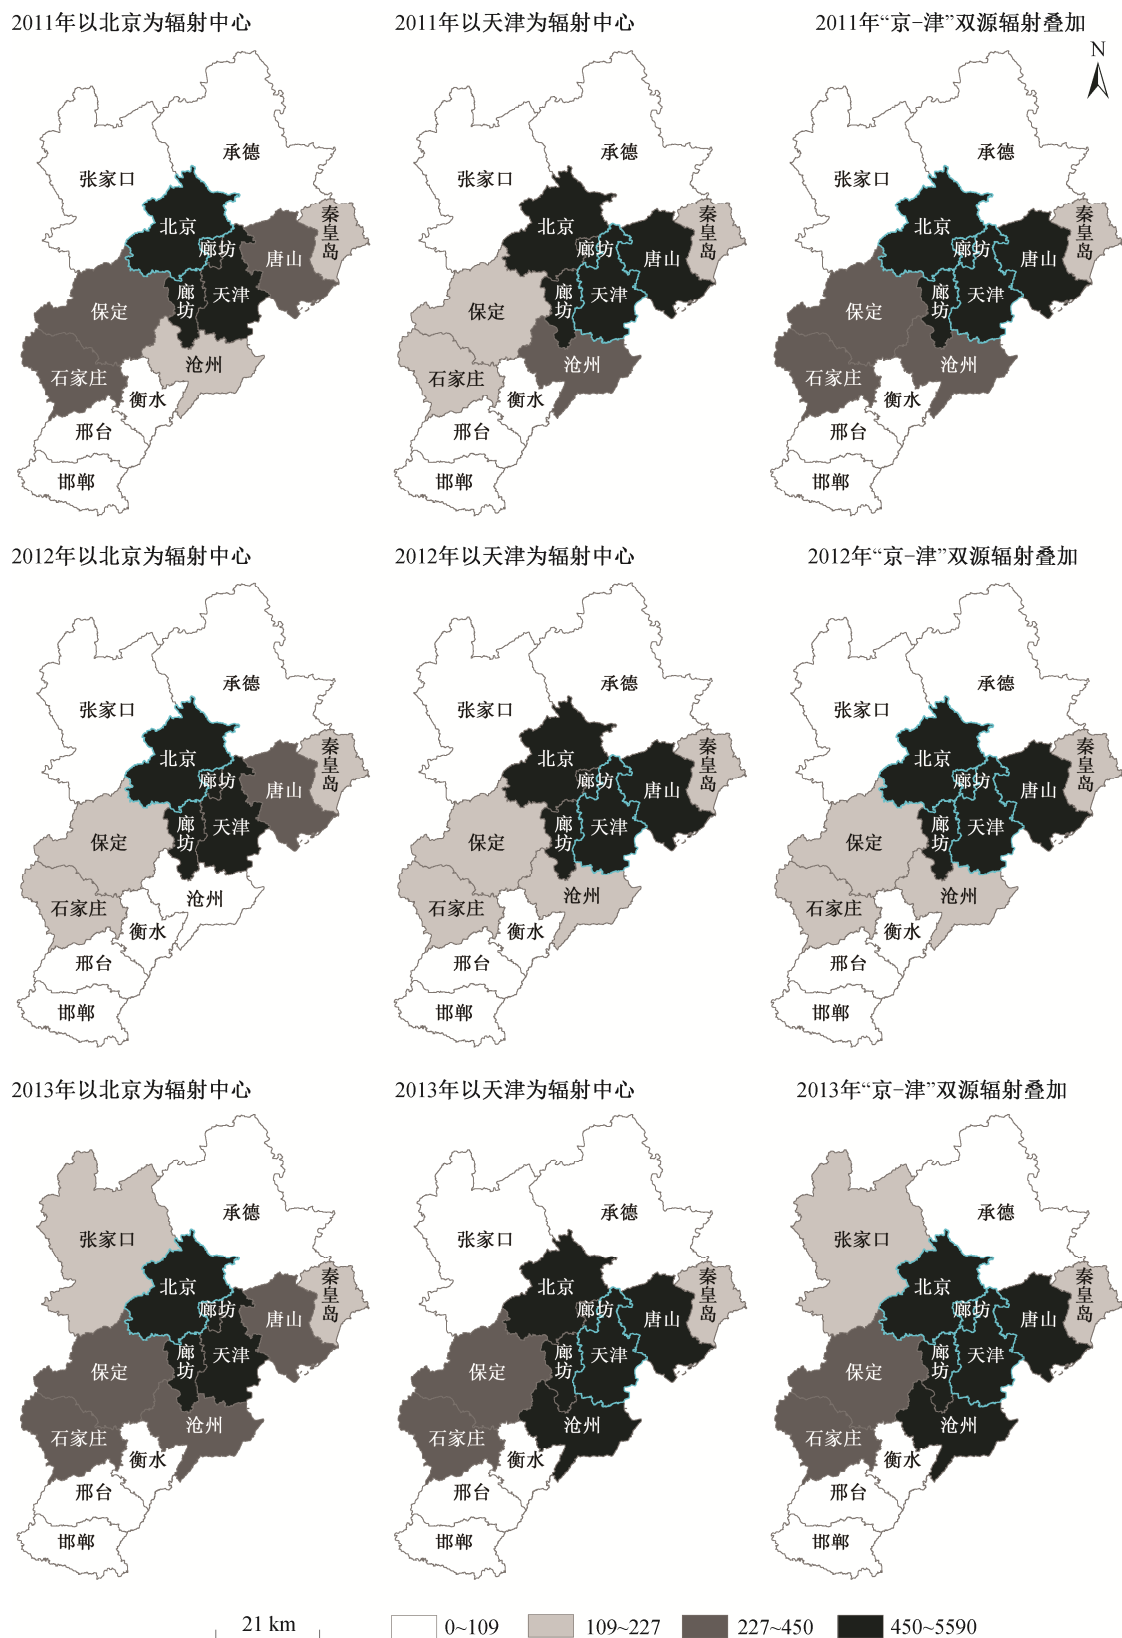 2011年以北京为辐射中心
2011年以天津为辐射中心
2011年“京-津”双源辐射叠加
N
承德
张家口
北京
秦皇岛
廊坊
唐山
廊坊
天津
保定
沧州
石家庄
衡水
邢台
邯郸
承德
张家口
北京
秦皇岛
廊坊
唐山
廊坊
天津
保定
沧州
石家庄
衡水
邢台
邯郸
承德
张家口
北京
秦皇岛
廊坊
唐山
廊坊
天津
保定
沧州
石家庄
衡水
邢台
邯郸
2012年以北京为辐射中心
2012年以天津为辐射中心
2012年“京-津”双源辐射叠加
承德
张家口
北京
秦皇岛
廊坊
唐山
廊坊
天津
保定
沧州
石家庄
衡水
邢台
邯郸
承德
张家口
北京
秦皇岛
廊坊
唐山
廊坊
天津
保定
沧州
石家庄
衡水
邢台
邯郸
承德
张家口
北京
秦皇岛
廊坊
唐山
廊坊
天津
保定
沧州
石家庄
衡水
邢台
邯郸
2013年以北京为辐射中心
2013年以天津为辐射中心
2013年“京-津”双源辐射叠加
承德
张家口
北京
秦皇岛
廊坊
唐山
廊坊
天津
保定
沧州
石家庄
衡水
邢台
邯郸
承德
张家口
北京
秦皇岛
廊坊
唐山
廊坊
天津
保定
沧州
石家庄
衡水
邢台
邯郸
承德
张家口
北京
秦皇岛
廊坊
唐山
廊坊
天津
保定
沧州
石家庄
衡水
邢台
邯郸
21 km
0~109
109~227
227~450
450~5590